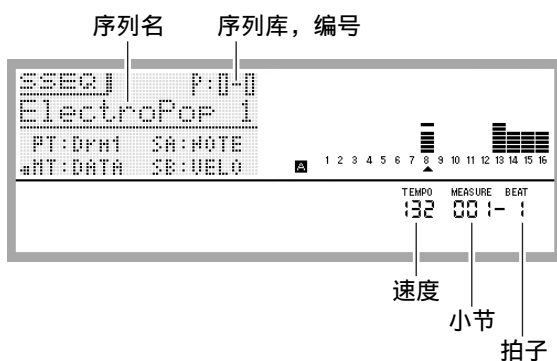 序列名 序列库，编号
SSEQ P:0-0
ElectroPop 1
PT:Drm1 SA:NOTE
MT:DATA SB:VELO
A 1 2 3 4 5 6 7 8 9 10 11 12 13 14 15 16
TEMPO MEASURE BEAT
132 001- 1
速度
小节
拍子